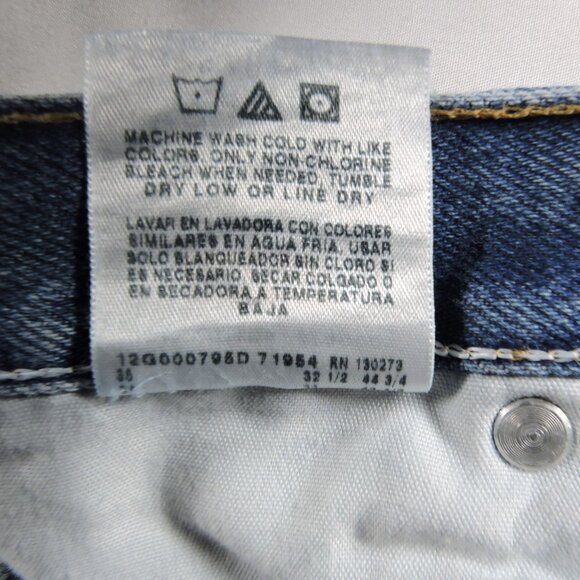 MACHINE WASH COLD WITH LIKE
COLORS, ONLY NON-CHLORINE
BLEACH WHEN NEEDED, TUMBLE
DRY LOW OR LINE DRY
LAVAR EN LAVADORA CON COLORES
SIMILARES EN AGUA FRIA, USAR
SOLO BLANQUEADOR SIN CLORO SI
ES NECESARIO, SECAR COLGADO O
EN SECADORA A TEMPERATURA
BAJA
12G000795D 71954 RN 130273
32 1/2 44 3/4